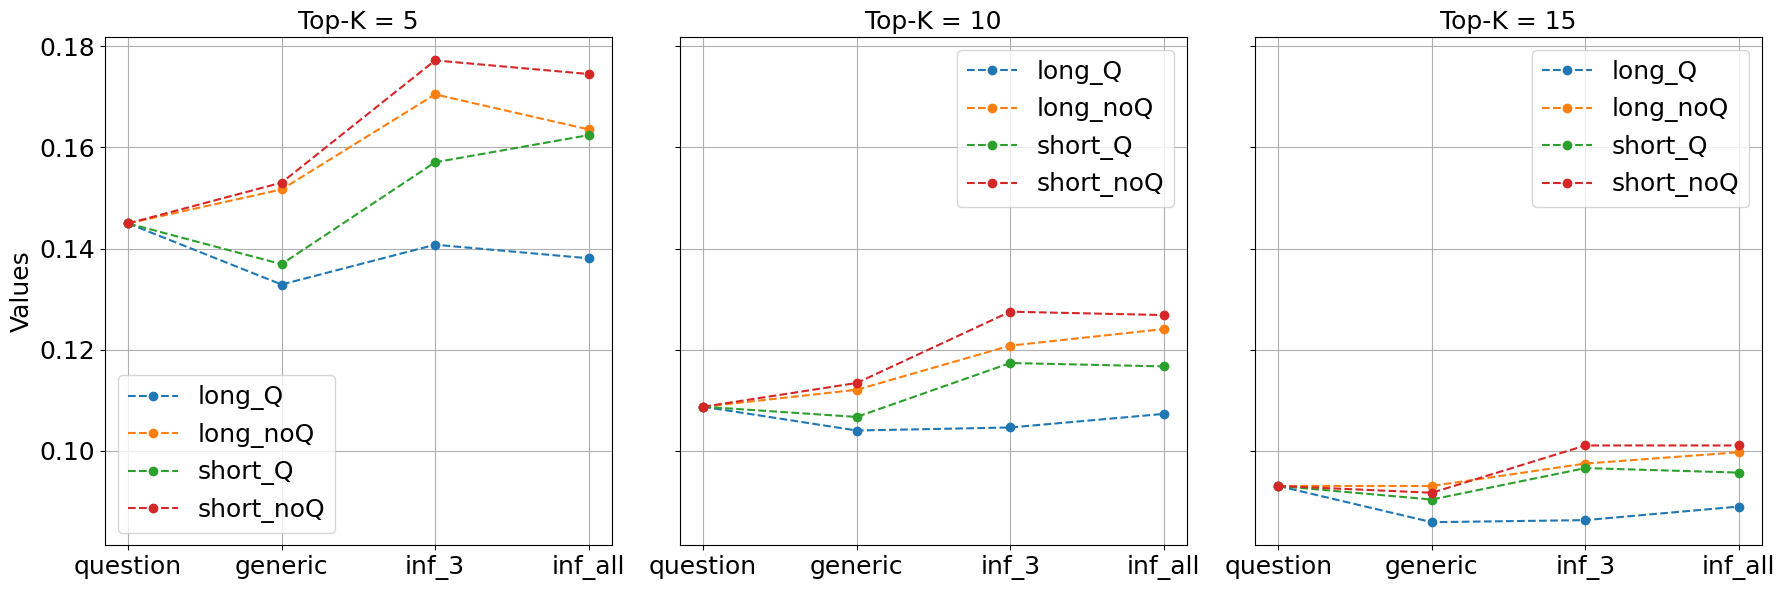 Top-K = 5
Top-K = 10
Top-K = 15
Values
0.18
0.16
0.14
0.12
0.10
long_Q
long_noQ
short_Q
short_noQ
long_Q
long_noQ
short_Q
short_noQ
long_Q
long_noQ
short_Q
short_noQ
question generic inf_3 inf_all
question generic inf_3 inf_all
question generic inf_3 inf_all